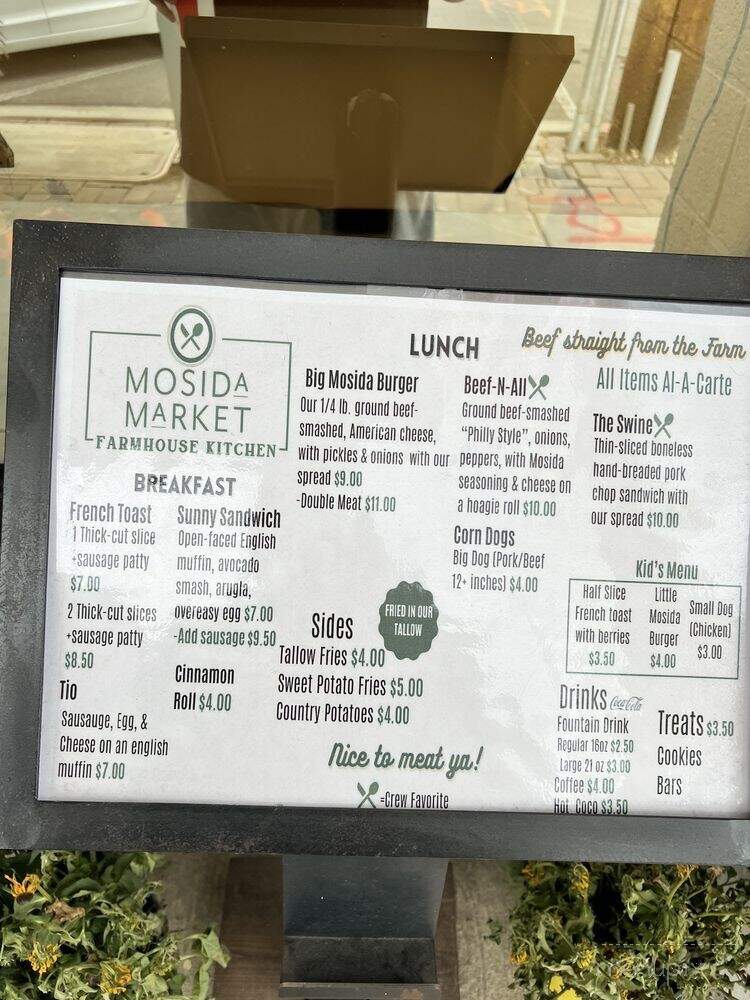 MOSIDA
MARKET
FARMHOUSE KITCHEN
BREAKFAST
French Toast
1 Thick-cut slice
+sausage patty
$7.00
2 Thick-cut slices
+sausage patty
$8.50
Tio
Sausauge, Egg, &
Cheese on an english
muffin $7.00
Sunny Sandwich
Open-faced English
muffin, avocado
smash, arugla,
overeasy egg $7.00
-Add sausage $9.50
Cinnamon
Roll $4.00
LUNCH
Beef straight from the Farm
All Items Al-A-Carte
Big Mosida Burger
Our 1/4 lb. ground beef-
smashed, American cheese,
with pickles & onions with our
spread $9.00
-Double Meat $11.00
Beef-N-All
Ground beef-smashed
"Philly Style", onions,
peppers, with Mosida
seasoning & cheese on
a hoagie roll $10.00
Corn Dogs
Big Dog (Pork/Beef
12+ inches) $4.00
The Swine
Thin-sliced boneless
hand-breaded pork
chop sandwich with
our spread $10.00
Sides
Tallow Fries $4.00
Sweet Potato Fries $5.00
Country Potatoes $4.00
FRIED IN OUR
TALLOW
Kid's Menu
Half Slice
French toast
with berries
$3.50
Little
Mosida
Burger
$4.00
Small Dog
(Chicken)
$3.00
Drinks Coca-Cola
Fountain Drink
Regular 16oz $2.50
Large 21 oz $3.00
Coffee $4.00
Hot Coco $3.50
Treats $3.50
Cookies
Bars
Nice to meat ya!
=Crew Favorite